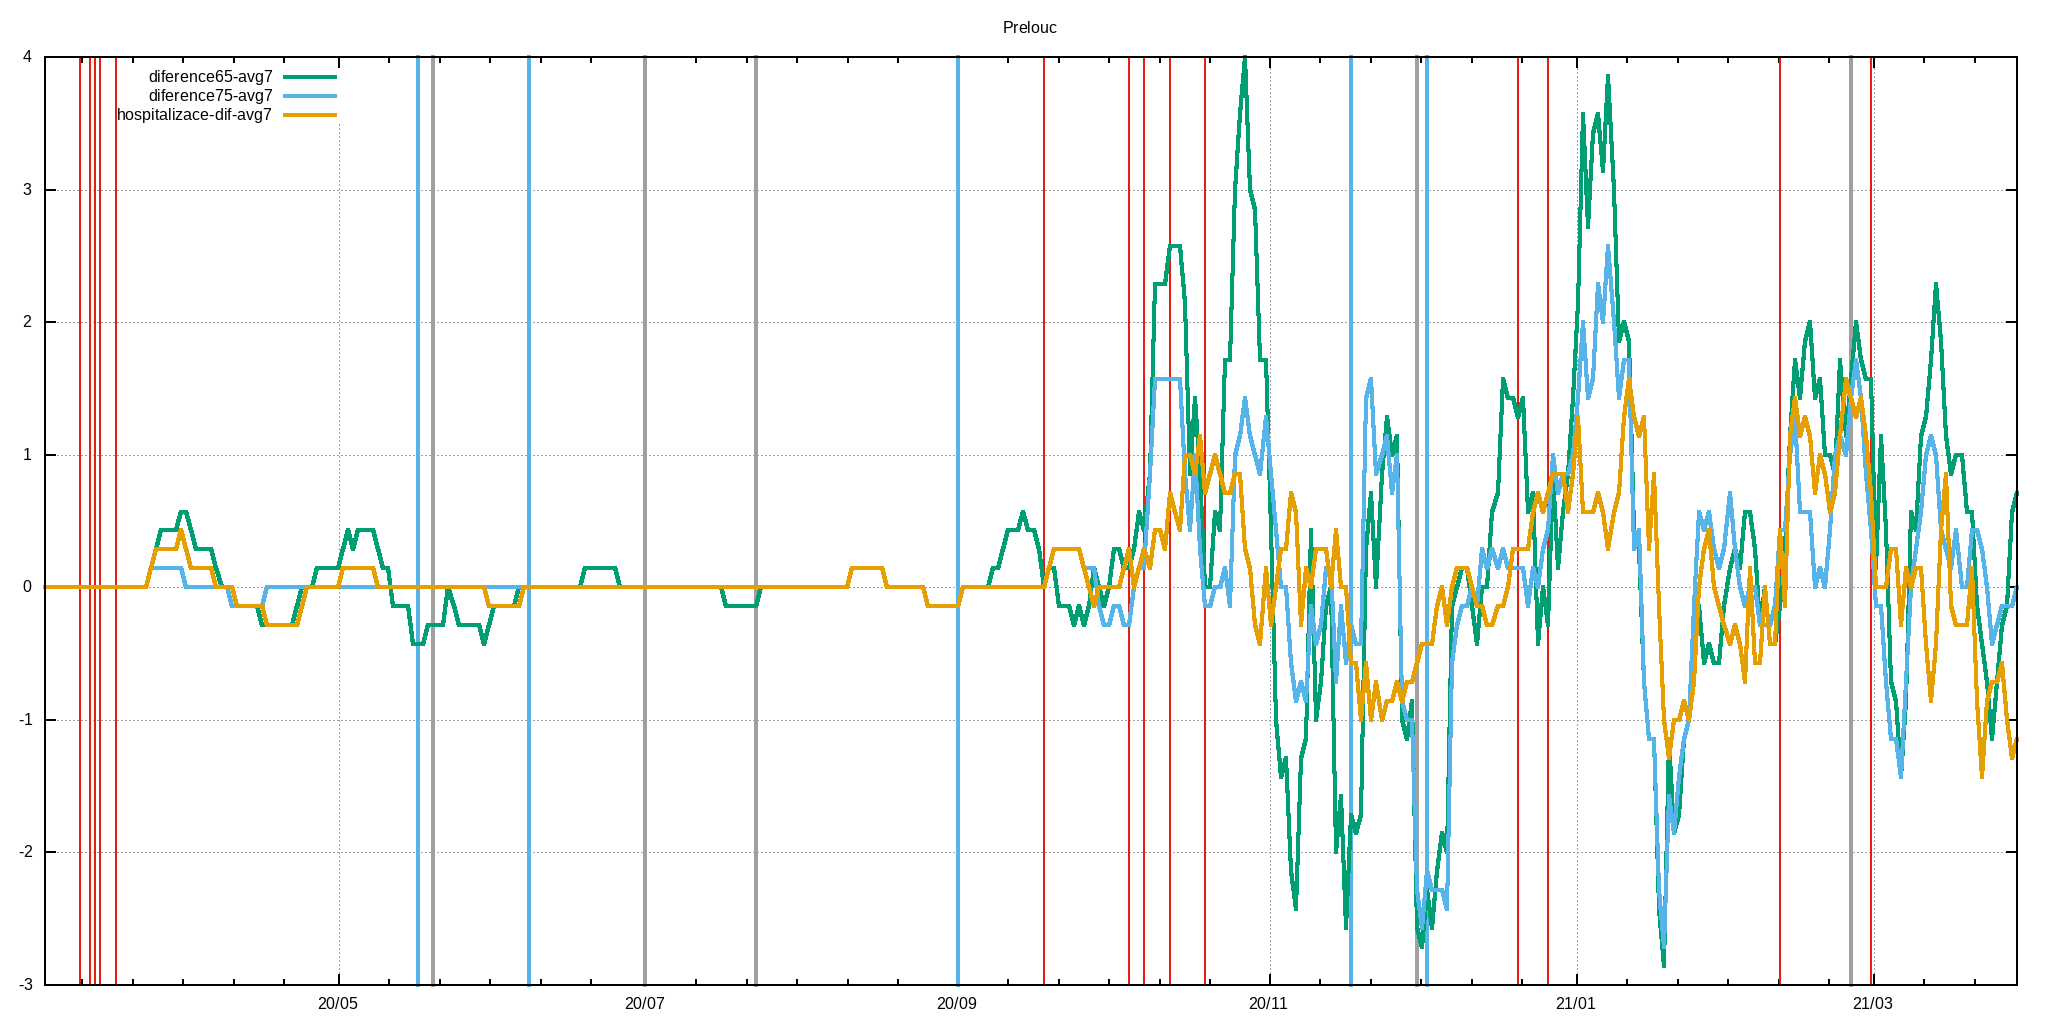 Prelouc
4
diference65-avg7
diference75-avg7
hospitalizace-dif-avg7
3
2
1
0
-1
-2
-3
20/05 20/07 20/09 20/11 21/01 21/03